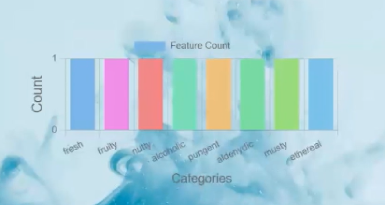 Feature Count
Count
1
0
fresh
fruity
nutty
alcoholic
pungent
aldehydic
musty
ethereal
Categories